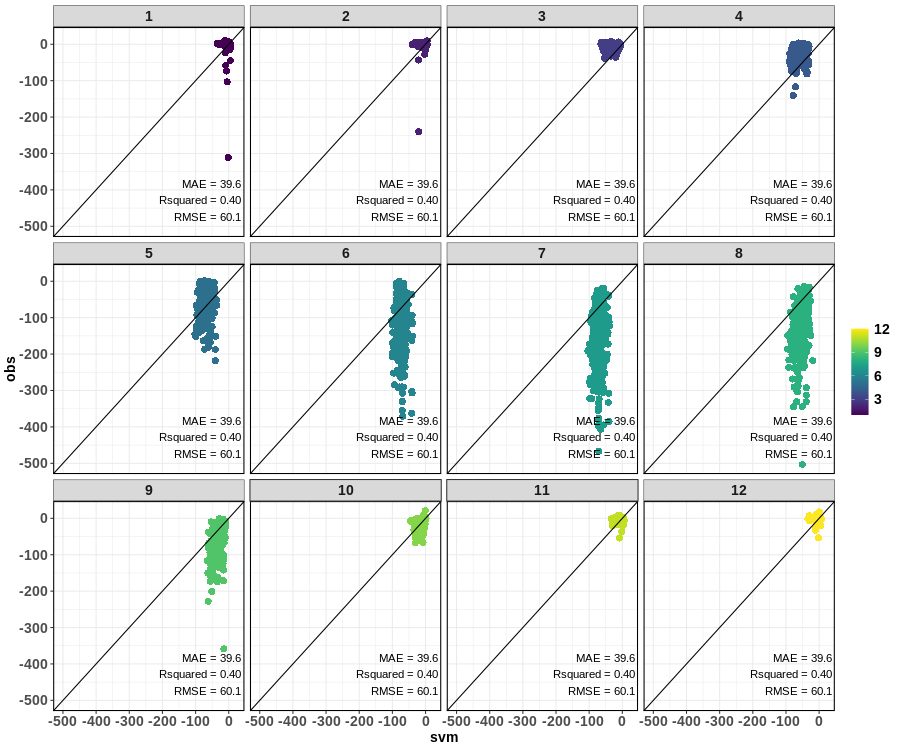 1 2 3 4
0
-100
-200
-300
-400
-500
MAE = 39.6 MAE = 39.6 MAE = 39.6 MAE = 39.6
Rsquared = 0.40 Rsquared = 0.40 Rsquared = 0.40 Rsquared = 0.40
RMSE = 60.1 RMSE = 60.1 RMSE = 60.1 RMSE = 60.1
5 6 7 8
0
-100
-200
-300
-400
-500
MAE = 39.6 MAE = 39.6 MAE = 39.6 MAE = 39.6
Rsquared = 0.40 Rsquared = 0.40 Rsquared = 0.40 Rsquared = 0.40
RMSE = 60.1 RMSE = 60.1 RMSE = 60.1 RMSE = 60.1
9 10 11 12
0
-100
-200
-300
-400
-500
MAE = 39.6 MAE = 39.6 MAE = 39.6 MAE = 39.6
Rsquared = 0.40 Rsquared = 0.40 Rsquared = 0.40 Rsquared = 0.40
RMSE = 60.1 RMSE = 60.1 RMSE = 60.1 RMSE = 60.1
-500 -400 -300 -200 -100 0 -500 -400 -300 -200 -100 0 -500 -400 -300 -200 -100 0 -500 -400 -300 -200 -100 0
svm
obs
12
9
6
3